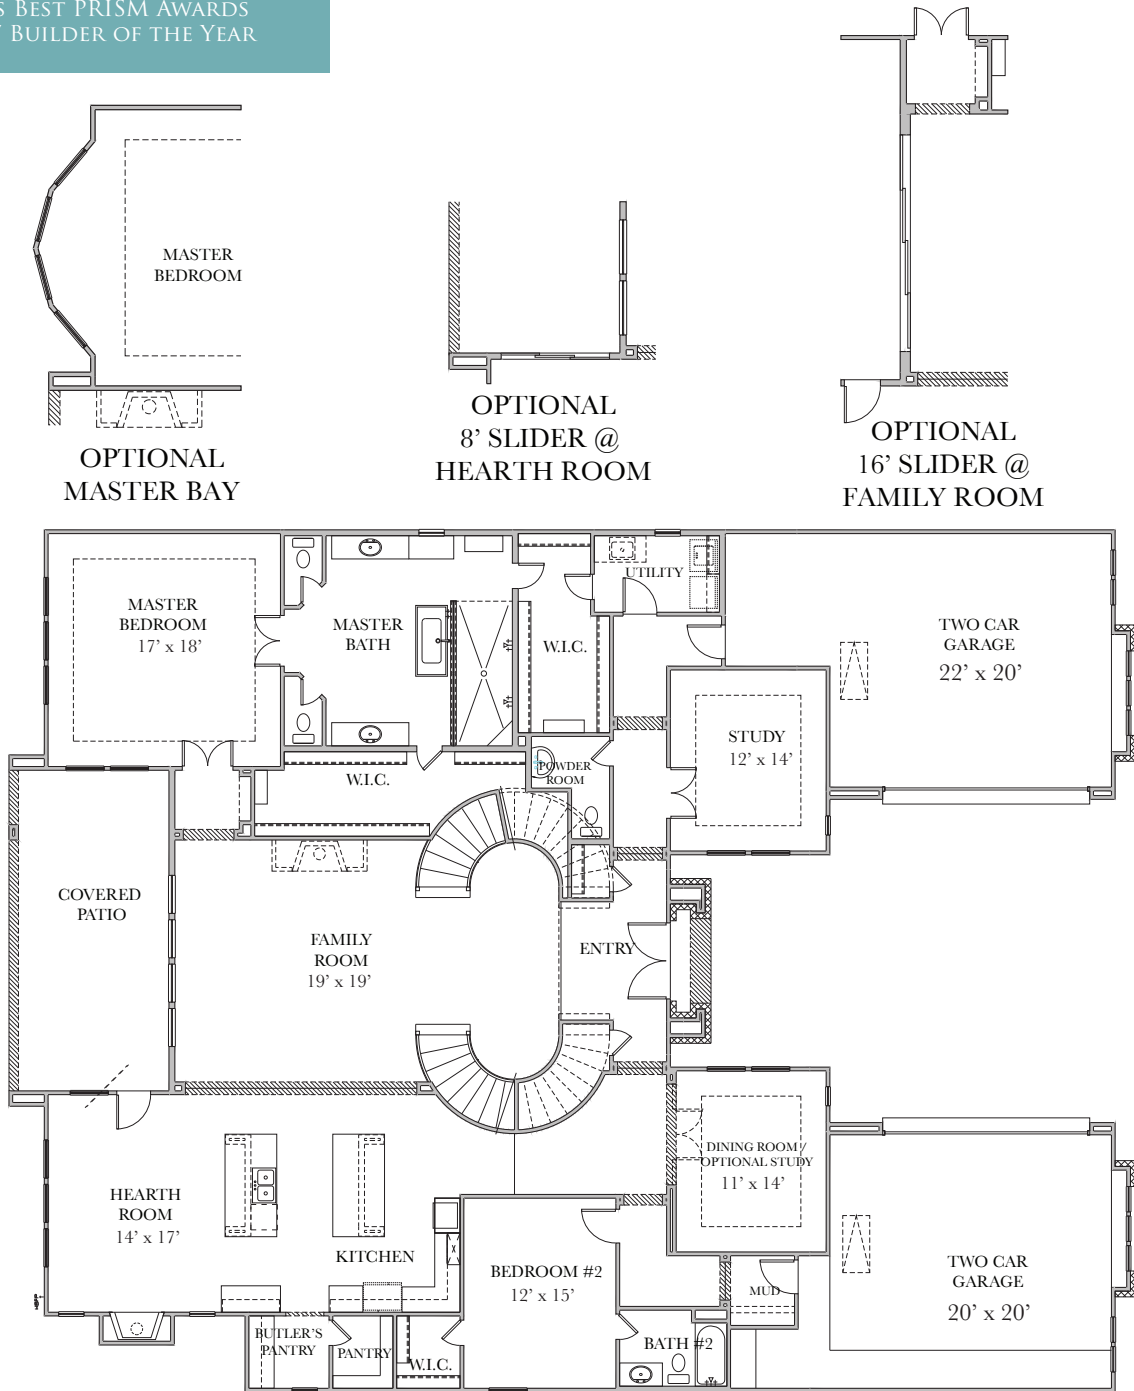 s Best PRISM Awards
Builder of the Year
MASTER
BEDROOM
OPTIONAL
MASTER BAY
OPTIONAL
8' SLIDER @
HEARTH ROOM
OPTIONAL
16' SLIDER @
FAMILY ROOM
MASTER
BEDROOM
17' x 18'
MASTER
BATH
W.I.C.
UTILITY
TWO CAR
GARAGE
22' x 20'
STUDY
12' x 14'
POWDER
ROOM
W.I.C.
COVERED
PATIO
FAMILY
ROOM
19' x 19'
ENTRY
DINING ROOM /
OPTIONAL STUDY
11' x 14'
HEARTH
ROOM
14' x 17'
KITCHEN
BEDROOM #2
12' x 15'
MUD
TWO CAR
GARAGE
20' x 20'
BUTLER'S
PANTRY
PANTRY
W.I.C.
BATH #2